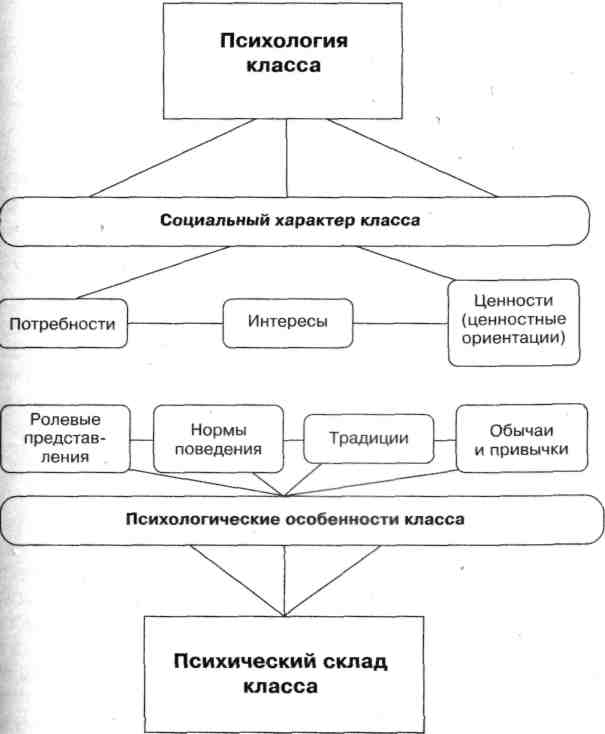 Психология
класса
Социальный характер класса
Потребности
Интересы
Ценности
(ценностные
ориентации)
Ролевые
представ-
ления
Нормы
поведения
Традиции
Обычаи
и привычки
Психологические особенности класса
Психический склад
класса